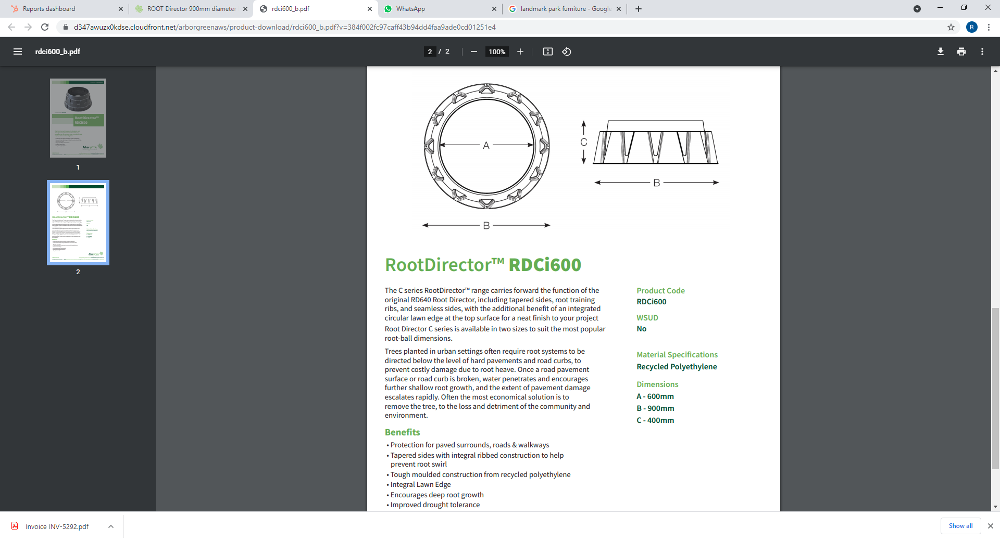 Reports dashboard
ROOT Director 900mm diameter
rdci600_b.pdf
WhatsApp
landmark park furniture - Google
d347awuzx0kdse.cloudfront.net/arborgreenaws/product-download/rdci600_b.pdf?v=384f002fc97caff43b94dd4faa9ade0cd01251e4
R
rdci600_b.pdf
2 / 2
100%
RootDirector™
RDCi600
Arborgreen
1
2
A
B
C
B
RootDirector™ RDCi600
The C series RootDirector™ range carries forward the function of the
original RD640 Root Director, including tapered sides, root training
ribs, and seamless sides, with the additional benefit of an integrated
circular lawn edge at the top surface for a neat finish to your project
Root Director C series is available in two sizes to suit the most popular
root-ball dimensions.
Trees planted in urban settings often require root systems to be
directed below the level of hard pavements and road curbs, to
prevent costly damage due to root heave. Once a road pavement
surface or road curb is broken, water penetrates and encourages
further shallow root growth, and the extent of pavement damage
escalates rapidly. Often the most economical solution is to
remove the tree, to the loss and detriment of the community and
environment.
Benefits
• Protection for paved surrounds, roads & walkways
• Tapered sides with integral ribbed construction to help
prevent root swirl
• Tough moulded construction from recycled polyethylene
• Integral Lawn Edge
• Encourages deep root growth
• Improved drought tolerance
Product Code
RDCi600
WSUD
No
Material Specifications
Recycled Polyethylene
Dimensions
A - 600mm
B - 900mm
C - 400mm
Invoice INV-5292.pdf
Show all